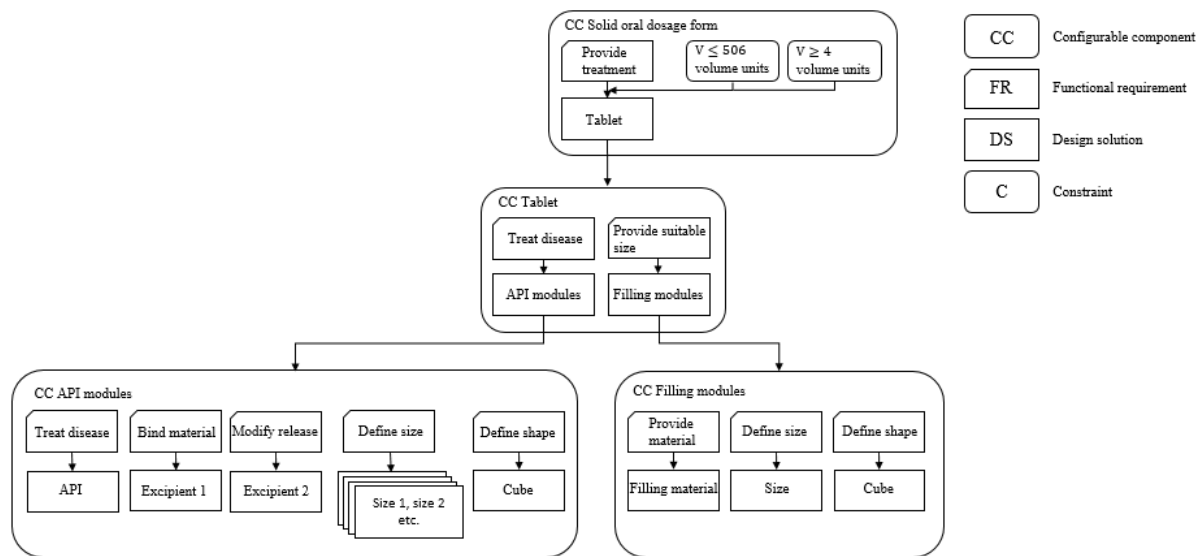 CC Solid oral dosage form
Provide
treatment
V ≤ 506
volume units
V ≥ 4
volume units
Tablet
CC
Configurable component
FR
Functional requirement
DS
Design solution
C
Constraint
CC Tablet
Treat disease
Provide suitable
size
API modules
Filling modules
CC API modules
Treat disease
Bind material
Modify release
Define size
Define shape
API
Excipient 1
Excipient 2
Size 1, size 2
etc.
Cube
CC Filling modules
Provide
material
Define size
Define shape
Filling material
Size
Cube